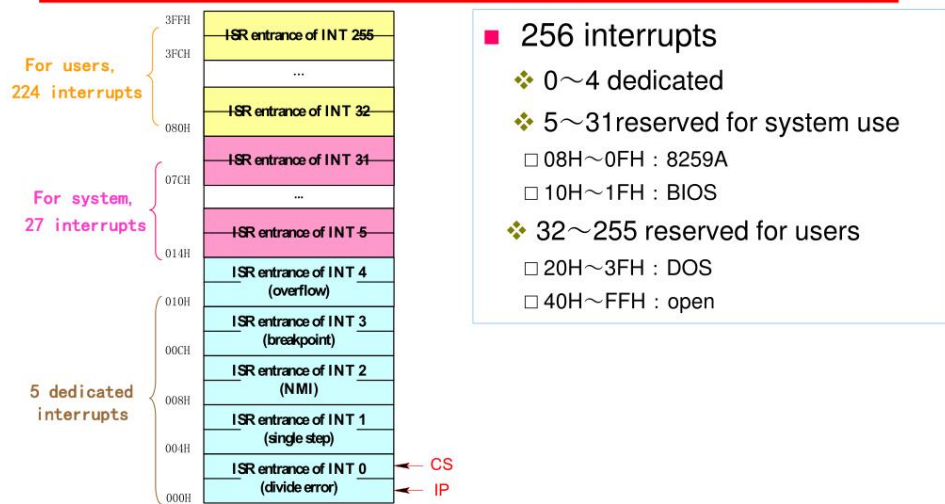 3FFH
ISR entrance of INT 255
3FCH
For users,
224 interrupts
...
ISR entrance of INT 32
080H
ISR entrance of INT 31
07CH
For system,
27 interrupts
...
ISR entrance of INT 5
014H
ISR entrance of INT 4
(overflow)
010H
ISR entrance of INT 3
(breakpoint)
00CH
5 dedicated
interrupts
ISR entrance of INT 2
(NMI)
008H
ISR entrance of INT 1
(single step)
004H
ISR entrance of INT 0
(divide error)
CS
IP
000H
256 interrupts
0~4 dedicated
5~31reserved for system use
08H~0FH : 8259A
10H~1FH : BIOS
32~255 reserved for users
20H~3FH : DOS
40H~FFH : open